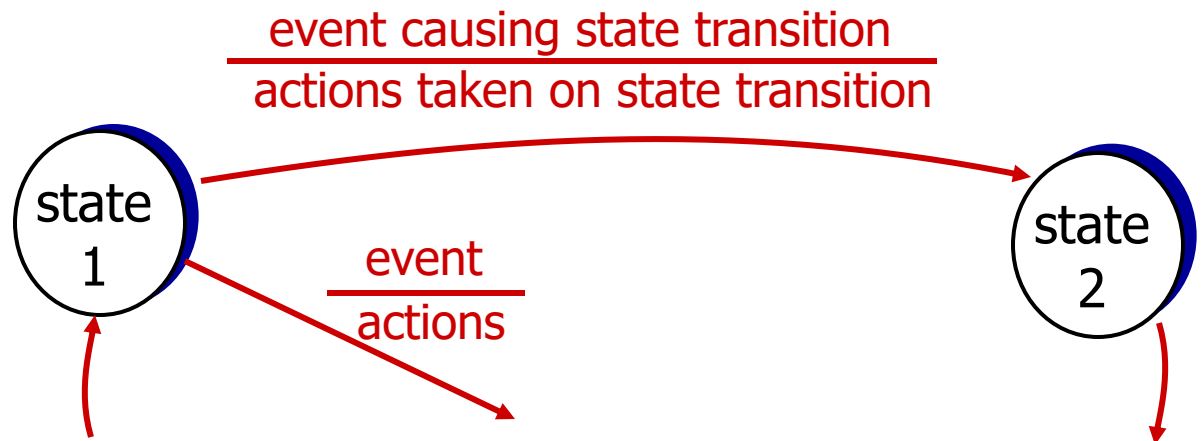 event causing state transition
actions taken on state transition
state
1
event
actions
state
2